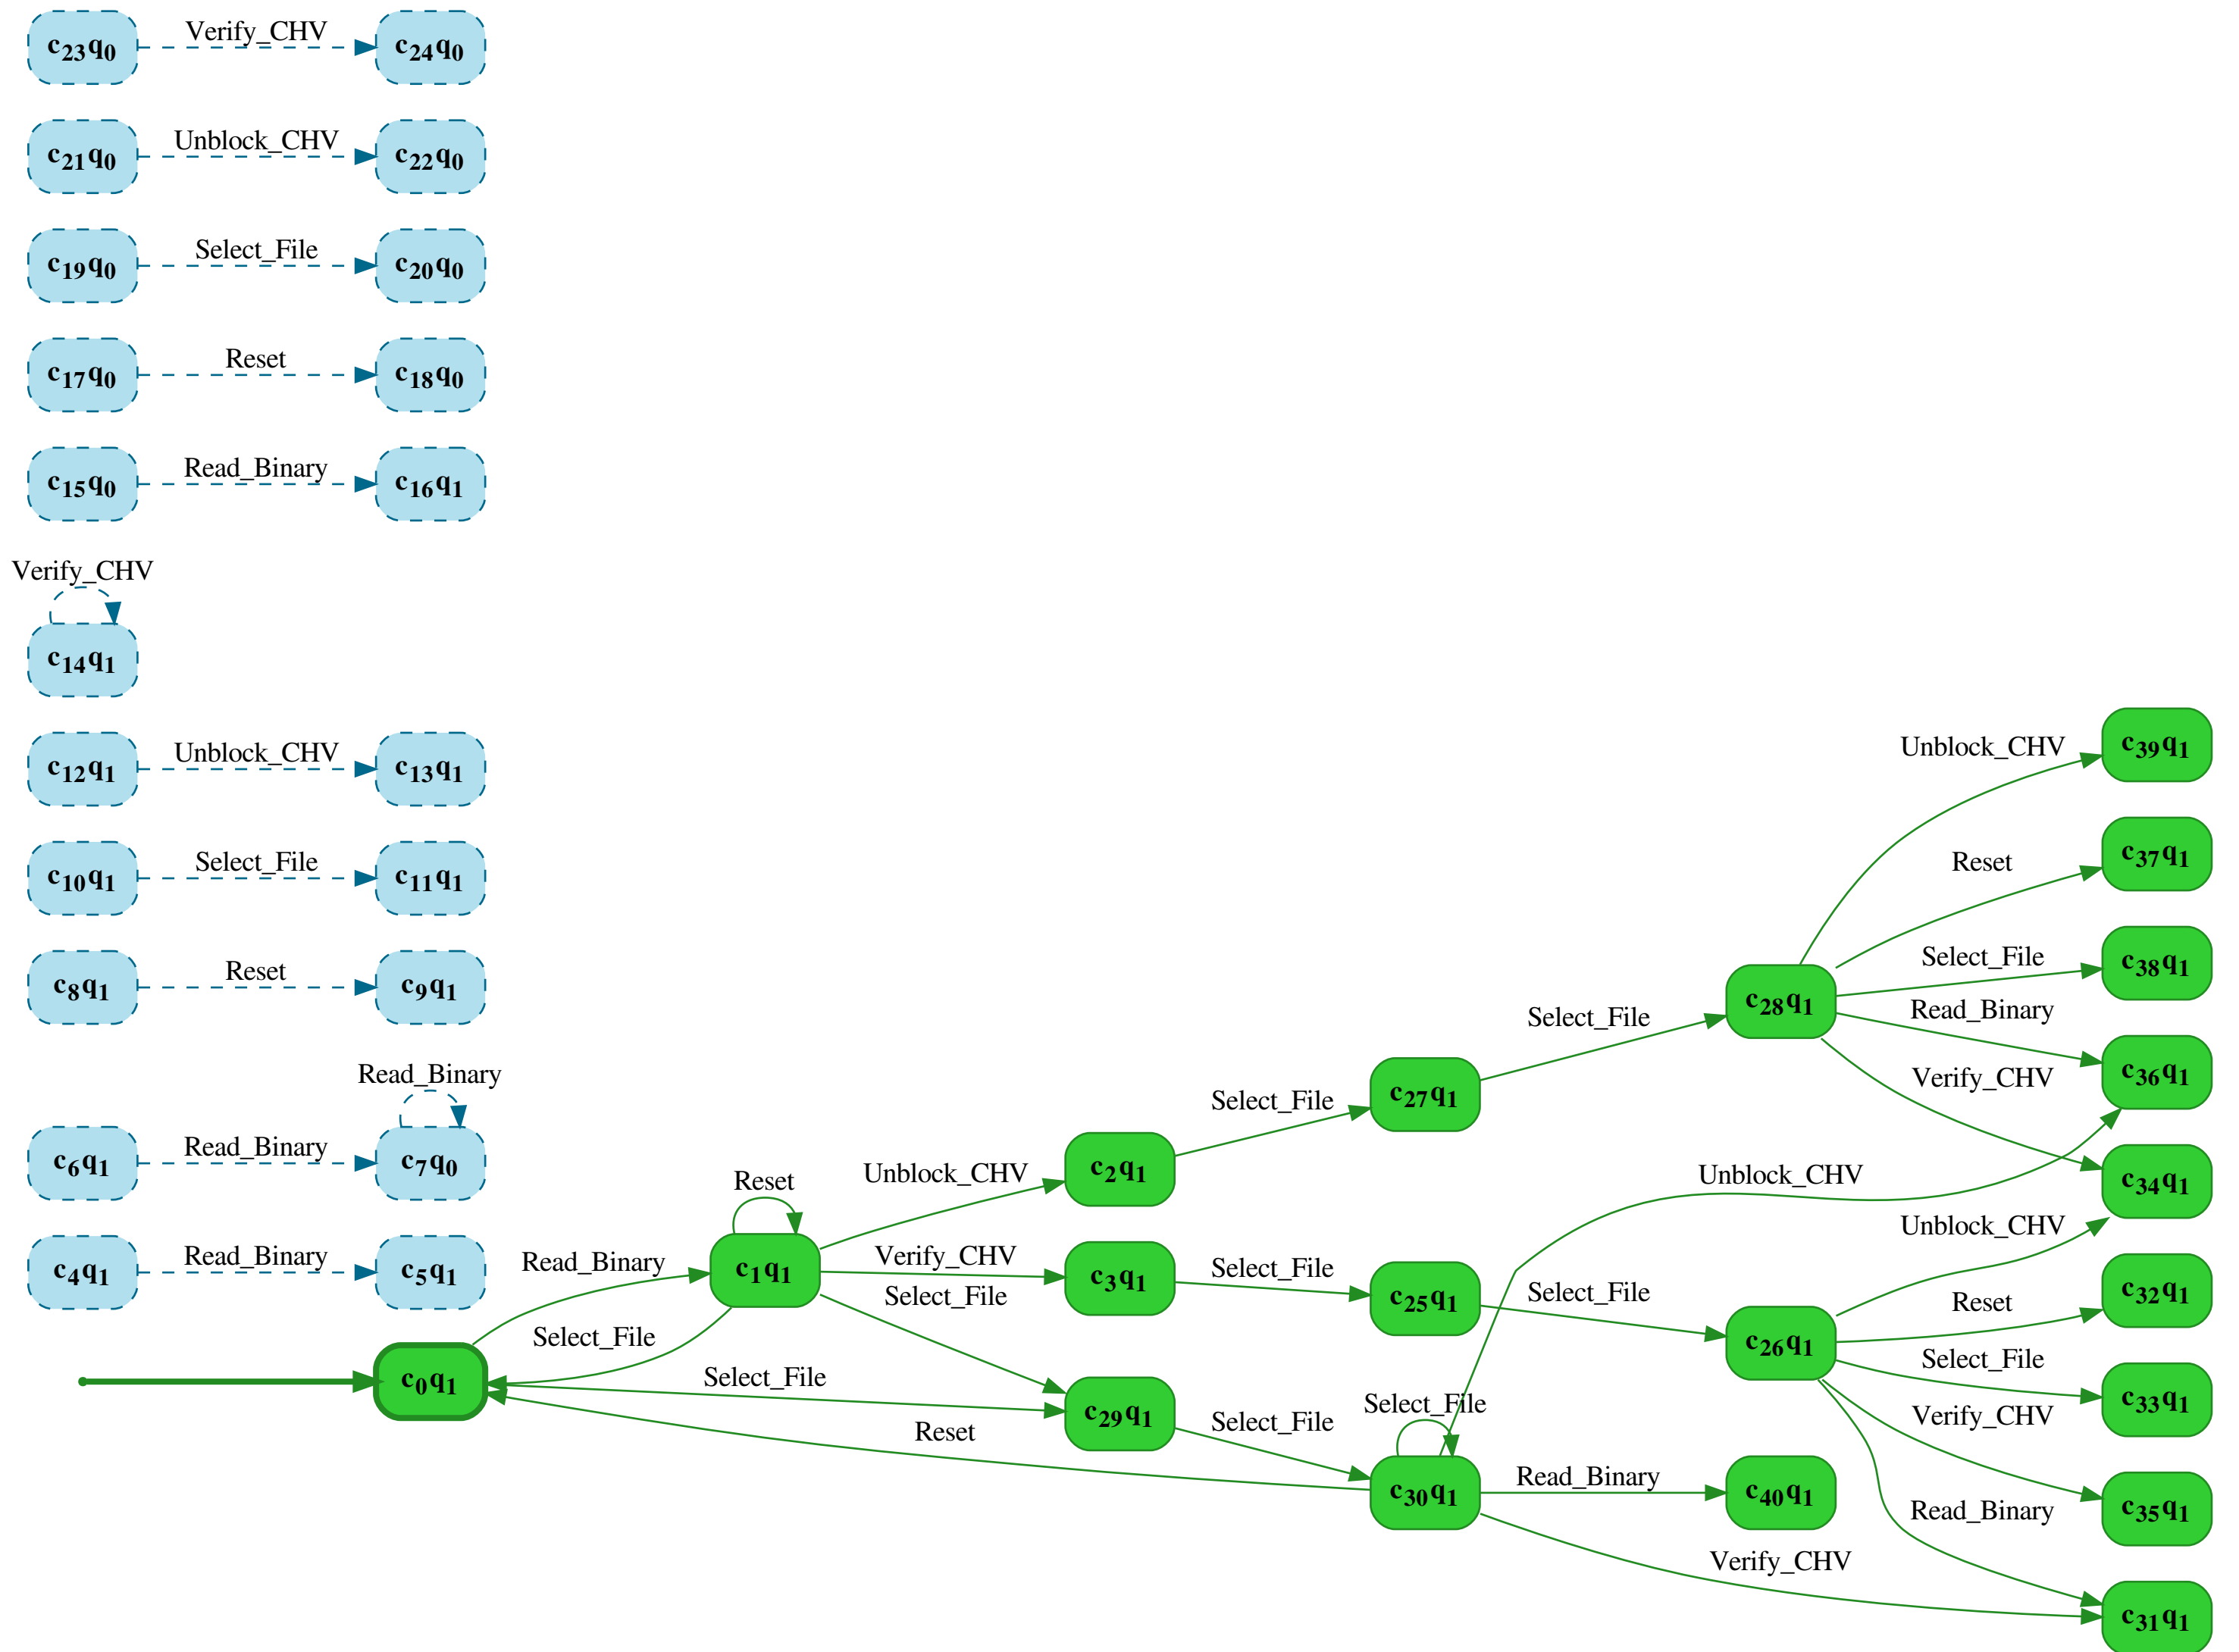 c23q0 Verify_CHV c24q0
c21q0 Unblock_CHV c22q0
c19q0 Select_File c20q0
c17q0 Reset c18q0
c15q0 Read_Binary c16q1
Verify_CHV
c14q1
c12q1 Unblock_CHV c13q1
c10q1 Select_File c11q1
c8q1 Reset c9q1
Read_Binary
c6q1 Read_Binary c7q0
c4q1 Read_Binary c5q1
c0q1
Read_Binary
Select_File
Select_File
Reset
Reset
c1q1
Unblock_CHV
Verify_CHV
Select_File
c2q1
c3q1
c29q1
Select_File
Select_File
Select_File
c27q1
c25q1
Select_File
c30q1
Select_File
Select_File
Unblock_CHV
Read_Binary
Verify_CHV
c28q1
c26q1
c40q1
Unblock_CHV
Reset
Select_File
Read_Binary
Verify_CHV
Unblock_CHV
Reset
Select_File
Verify_CHV
Read_Binary
c39q1
c37q1
c38q1
c36q1
c34q1
c32q1
c33q1
c35q1
c31q1